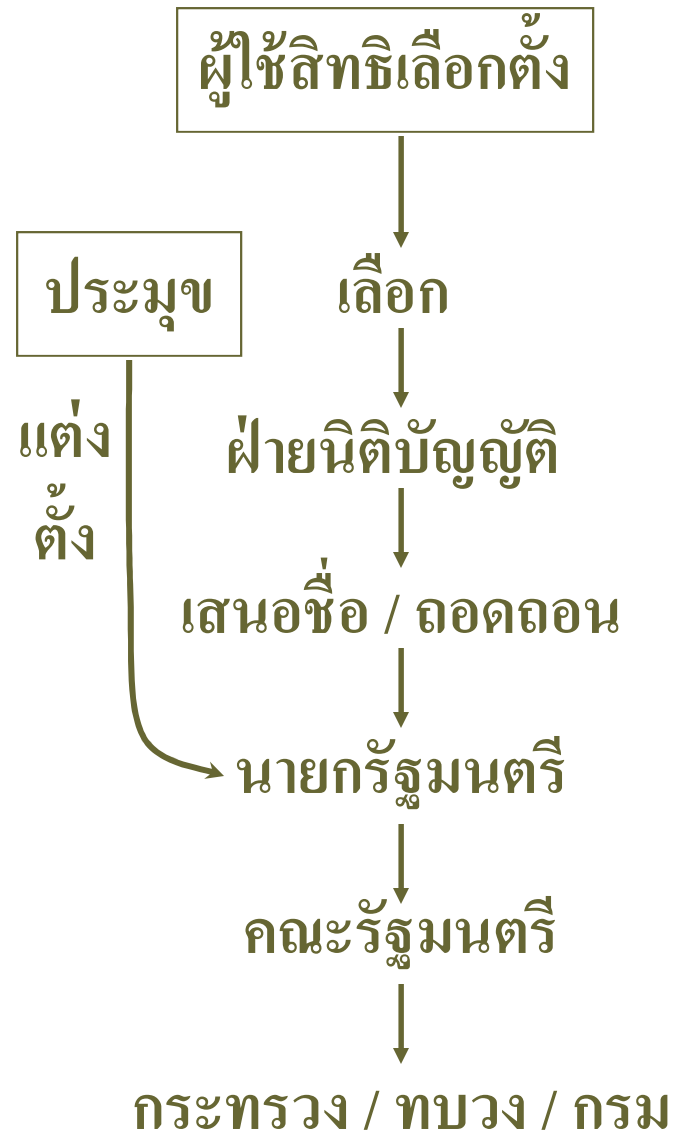 ผู้ใช้สิทธิเลือกตั้ง
ประมุข
เลือก
แต่ง
ตั้ง
ฝ่ายนิติบัญญัติ
เสนอชื่อ / ถอดถอน
นายกรัฐมนตรี
คณะรัฐมนตรี
กระทรวง / ทบวง / กรม